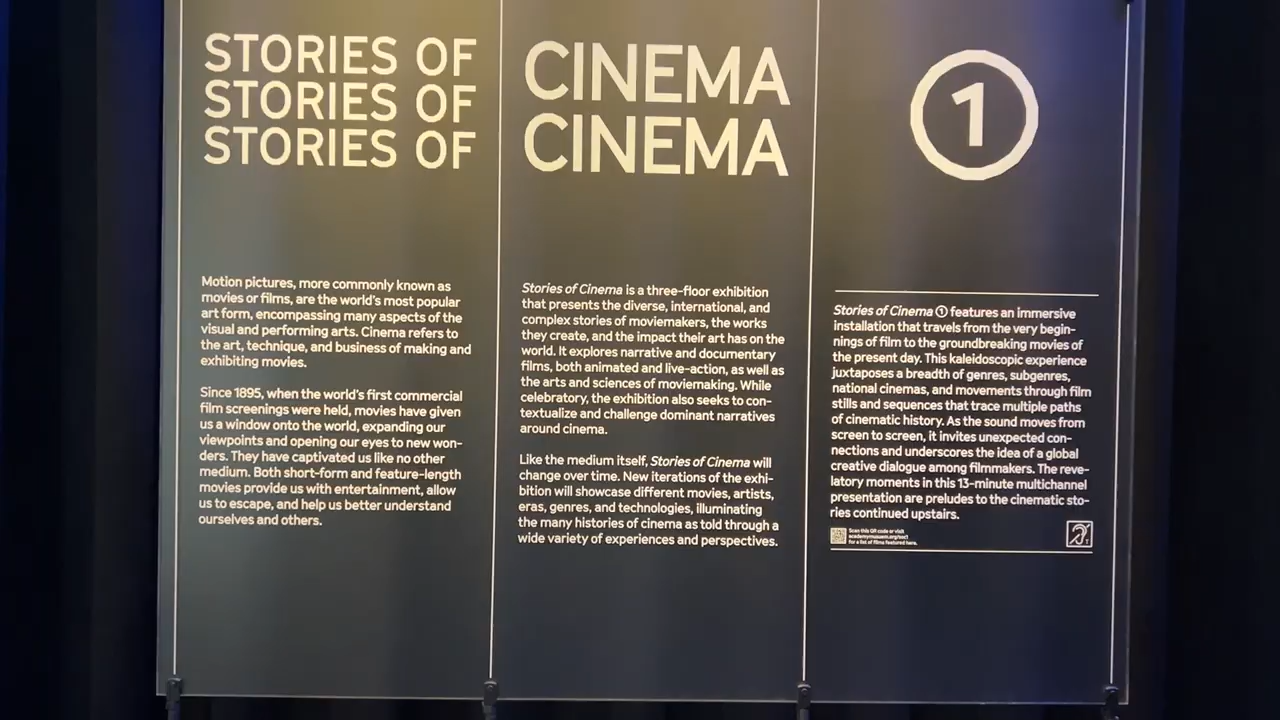 STORIES OF
STORIES OF
STORIES OF
Motion pictures, more commonly known as
movies or films, are the world's most popular
art form, encompassing many aspects of the
visual and performing arts. Cinema refers to
the art, technique, and business of making and
exhibiting movies.
Since 1895, when the world's first commercial
film screenings were held, movies have given
us a window onto the world, expanding our
viewpoints and opening our eyes to new won-
ders. They have captivated us like no other
medium. Both short-form and feature-length
movies provide us with entertainment, allow
us to escape, and help us better understand
ourselves and others.
CINEMA
CINEMA
Stories of Cinema is a three-floor exhibition
that presents the diverse, international, and
complex stories of moviemakers, the works
they create, and the impact their art has on the
world. It explores narrative and documentary
films, both animated and live-action, as well as
the arts and sciences of moviemaking. While
celebratory, the exhibition also seeks to con-
textualize and challenge dominant narratives
around cinema.
Like the medium itself, Stories of Cinema will
change over time. New iterations of the exhi-
bition will showcase different movies, artists,
eras, genres, and technologies, illuminating
the many histories of cinema as told through a
wide variety of experiences and perspectives.
1
Stories of Cinema ① features an immersive
installation that travels from the very begin-
nings of film to the groundbreaking movies of
the present day. This kaleidoscopic experience
juxtaposes a breadth of genres, subgenres,
national cinemas, and movements through film
stills and sequences that trace multiple paths
of cinematic history. As the sound moves from
screen to screen, it invites unexpected con-
nections and underscores the idea of a global
creative dialogue among filmmakers. The reve-
latory moments in this 13-minute multichannel
presentation are preludes to the cinematic sto-
ries continued upstairs.
Scan this QR code or visit
academymuseum.org/soc1
for a list of films featured here.
T